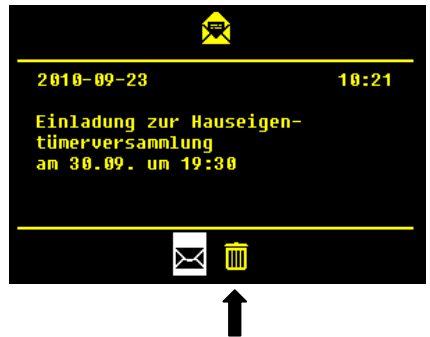 2010-09-23 10:21
Einladung zur Hauseigen-
tümerversammlung
am 30.09. um 19:30